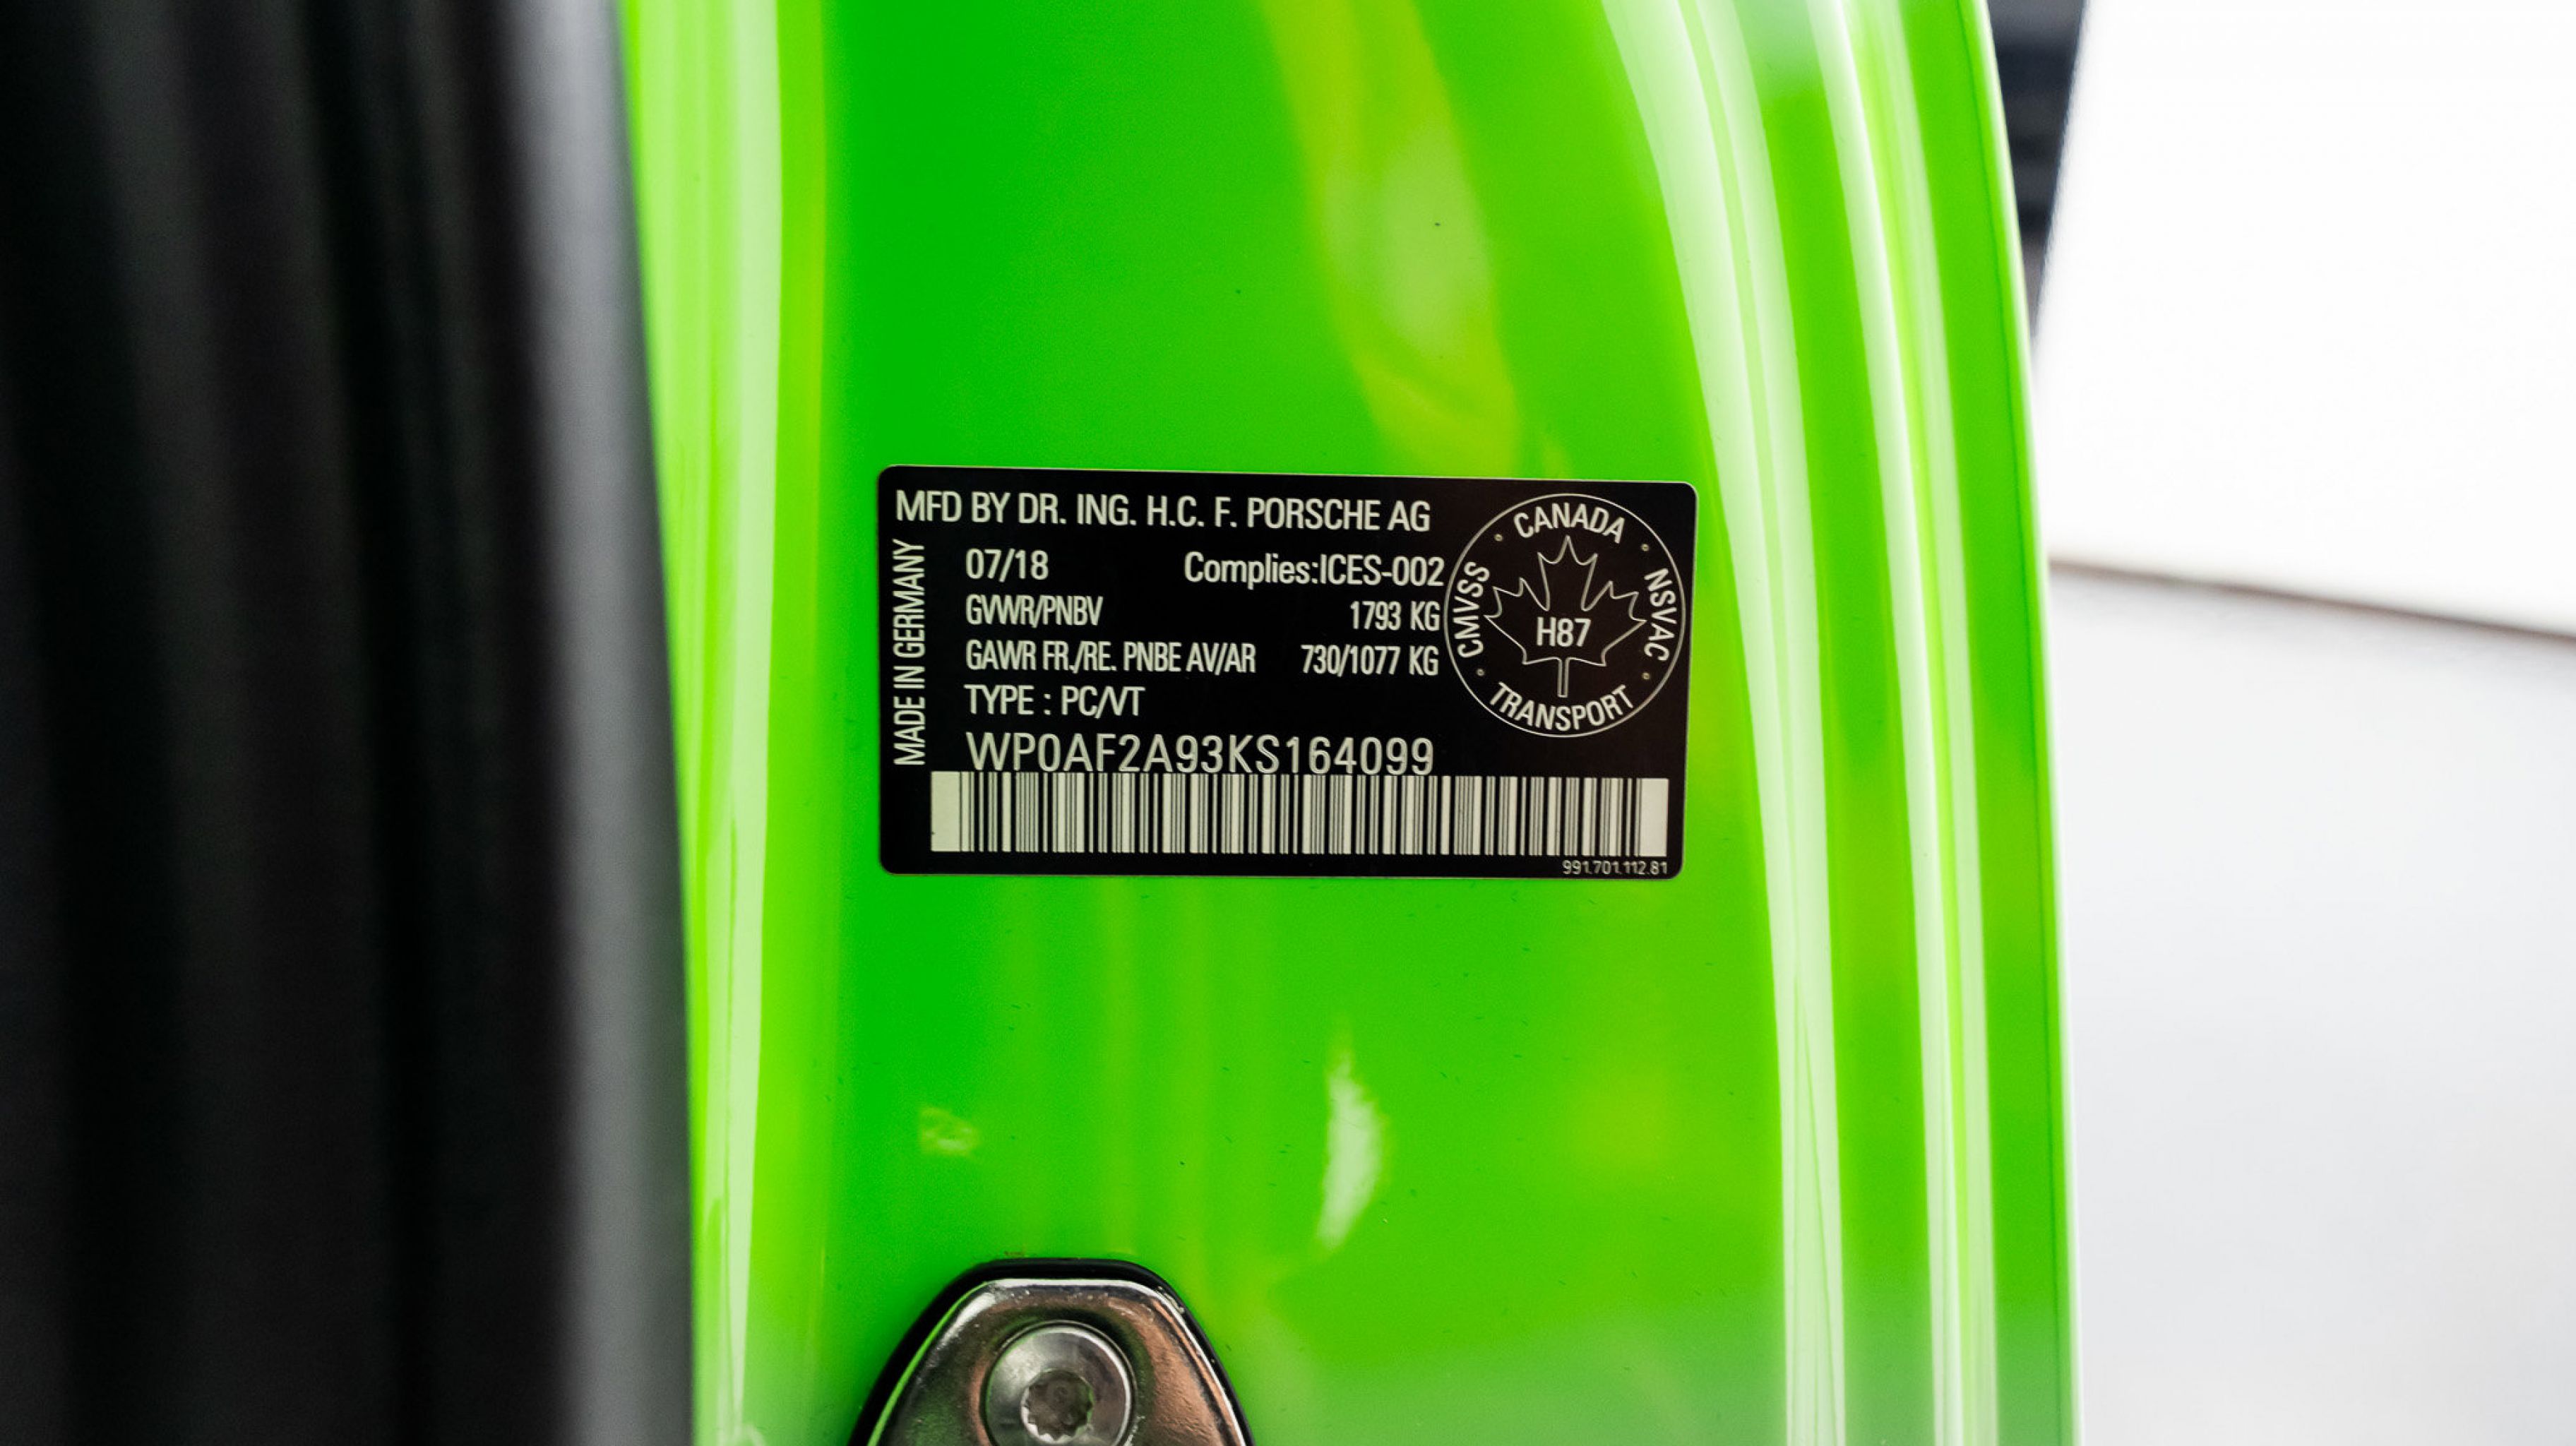 MFD BY DR. ING. H.C. F. PORSCHE AG
MADE IN GERMANY
07/18 Complies:ICES-002
GVWR/PNBV 1793 KG
GAWR FR./RE. PNBE AV/AR 730/1077 KG
TYPE : PC/VT
WP0AF2A93KS164099
991.701.112.81
CANADA
NSVAC
TRANSPORT
CMVSS
H87